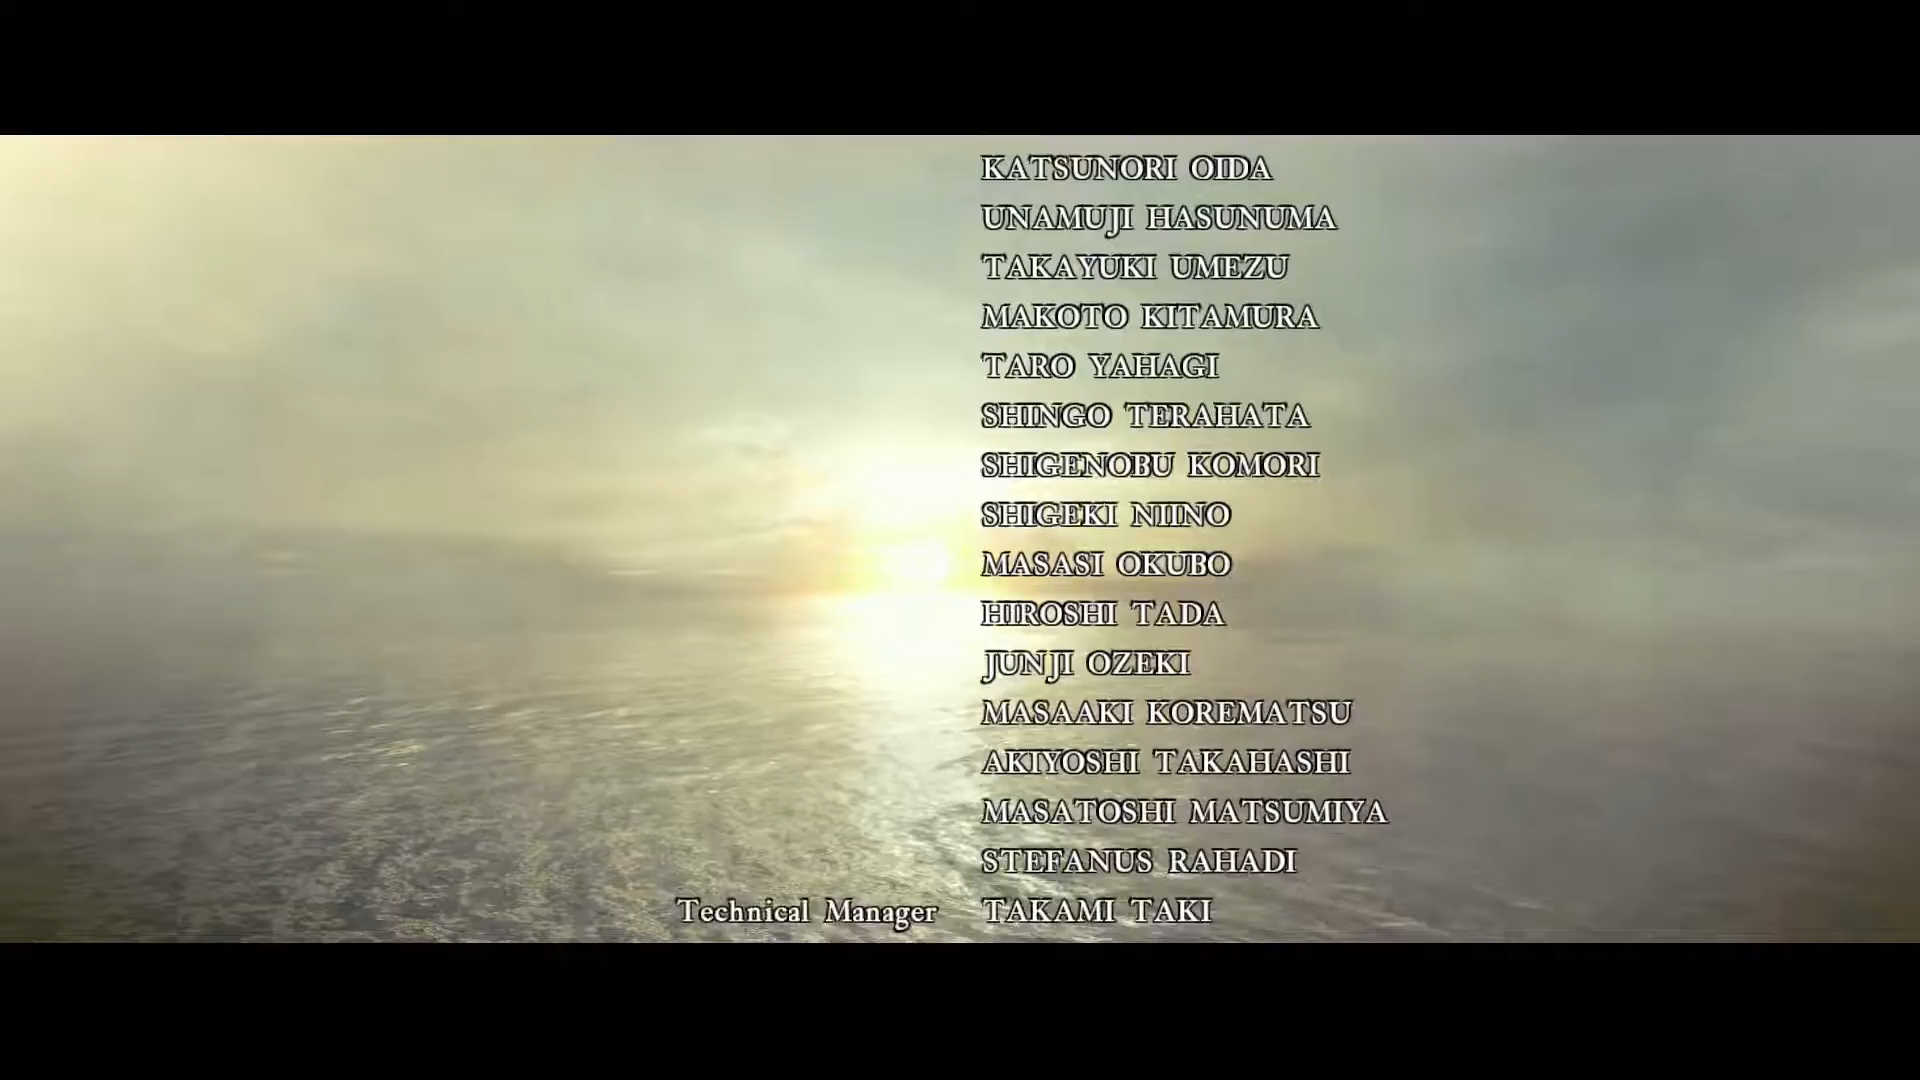 KATSUNORI OIDA
UNAMUJI HASUNUMA
TAKAYUKI UMEZU
MAKOTO KITAMURA
TARO YAHAGI
SHINGO TERAHATA
SHIGENOBU KOMORI
SHIGEKI NIINO
MASASI OKUBO
HIROSHI TADA
JUNJI OZEKI
MASAAKI KOREMATSU
AKIYOSHI TAKAHASHI
MASATOSHI MATSUMIYA
STEFANUS RAHADI
Technical Manager TAKAMI TAKI